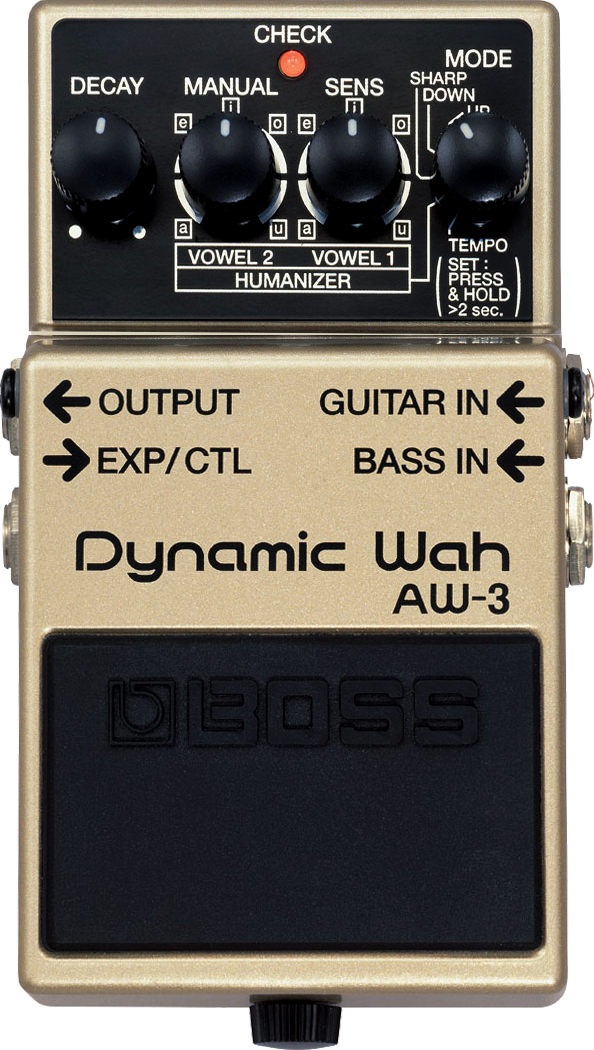 CHECK
MODE
DECAY
MANUAL
SENS
SHARP
DOWN
UP
e
i
o
e
i
o
a
u
a
u
VOWEL 2
VOWEL 1
HUMANIZER
TEMPO
(SET :
PRESS
& HOLD
>2 sec.)
OUTPUT
GUITAR IN
EXP/CTL
BASS IN
Dynamic Wah
AW-3
BOSS